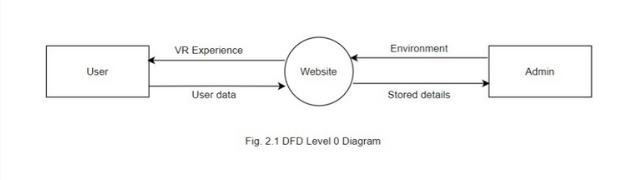 VR Experience
Environment
User
Website
Admin
User data
Stored details
Fig. 2.1 DFD Level 0 Diagram